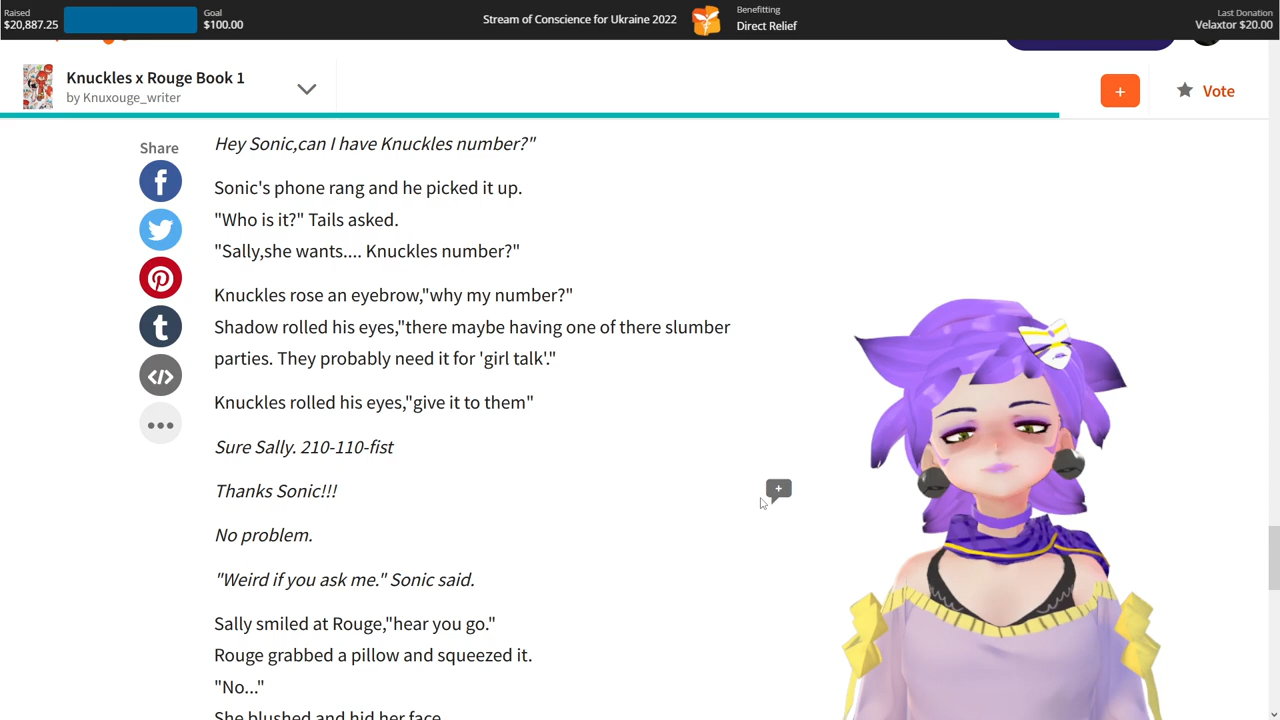 Raised
$20,887.25
Goal
$100.00
Stream of Conscience for Ukraine 2022
Benefitting
Direct Relief
Last Donation
Velaxtor $20.00
Knuckles x Rouge Book 1
by Knuxouge_writer
+
Vote
Share
Hey Sonic,can I have Knuckles number?"
Sonic's phone rang and he picked it up.
"Who is it?" Tails asked.
"Sally,she wants.... Knuckles number?"
Knuckles rose an eyebrow,"why my number?"
Shadow rolled his eyes,"there maybe having one of there slumber
parties. They probably need it for 'girl talk'."
Knuckles rolled his eyes,"give it to them"
Sure Sally. 210-110-fist
Thanks Sonic!!!
No problem.
"Weird if you ask me." Sonic said.
Sally smiled at Rouge,"hear you go."
Rouge grabbed a pillow and squeezed it.
"No..."
She blushed and hid her face